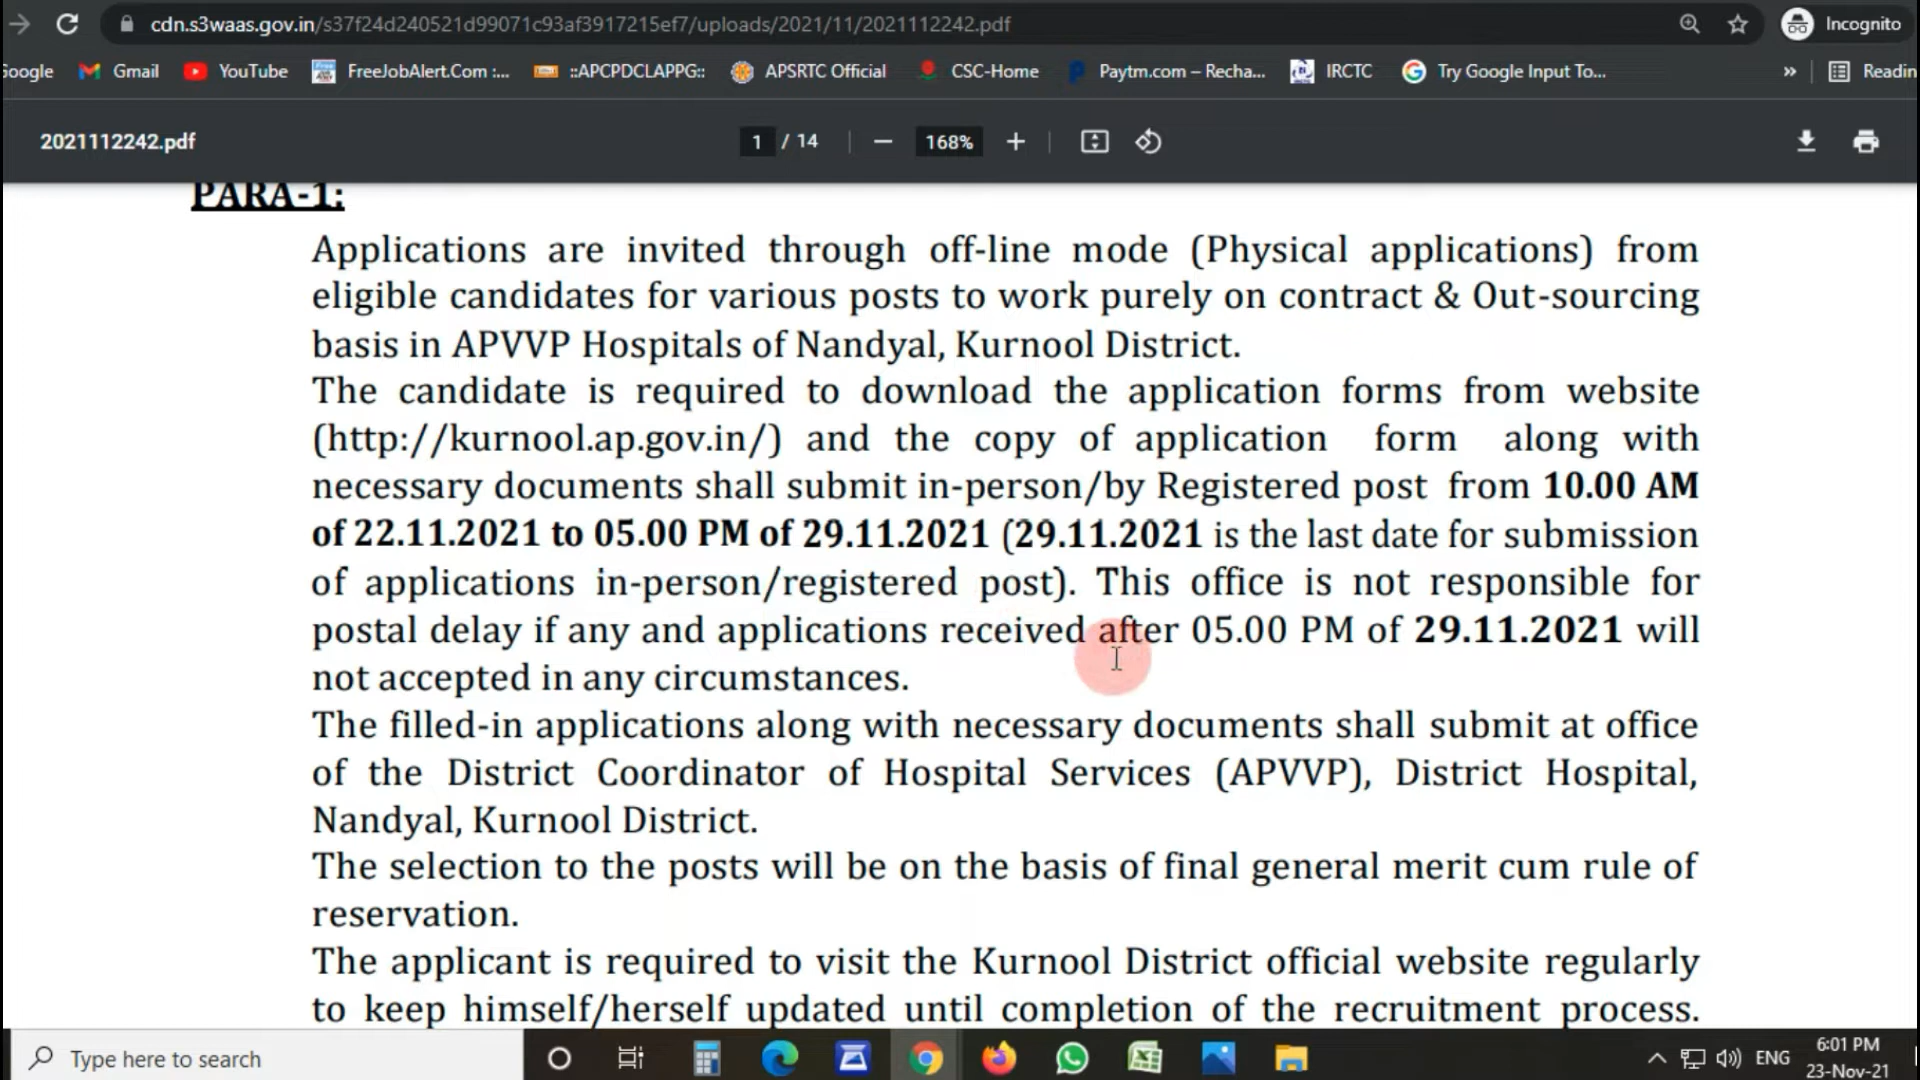 cdn.s3waas.gov.in/s37f24d240521d99071c93af3917215ef7/uploads/2021/11/2021112242.pdf
Incognito
Google Gmail YouTube FreeJobAlert.Com :... ::APCPDCLAPPG:: APSRTC Official CSC-Home Paytm.com – Recha... IRCTC Try Google Input To... » Readin
2021112242.pdf 1 / 14 168%
PARA-1:
Applications are invited through off-line mode (Physical applications) from
eligible candidates for various posts to work purely on contract & Out-sourcing
basis in APVVP Hospitals of Nandyal, Kurnool District.
The candidate is required to download the application forms from website
(http://kurnool.ap.gov.in/) and the copy of application form along with
necessary documents shall submit in-person/by Registered post from 10.00 AM
of 22.11.2021 to 05.00 PM of 29.11.2021 (29.11.2021 is the last date for submission
of applications in-person/registered post). This office is not responsible for
postal delay if any and applications received after 05.00 PM of 29.11.2021 will
not accepted in any circumstances.
The filled-in applications along with necessary documents shall submit at office
of the District Coordinator of Hospital Services (APVVP), District Hospital,
Nandyal, Kurnool District.
The selection to the posts will be on the basis of final general merit cum rule of
reservation.
The applicant is required to visit the Kurnool District official website regularly
to keep himself/herself updated until completion of the recruitment process.
Type here to search
ENG
6:01 PM
23-Nov-21